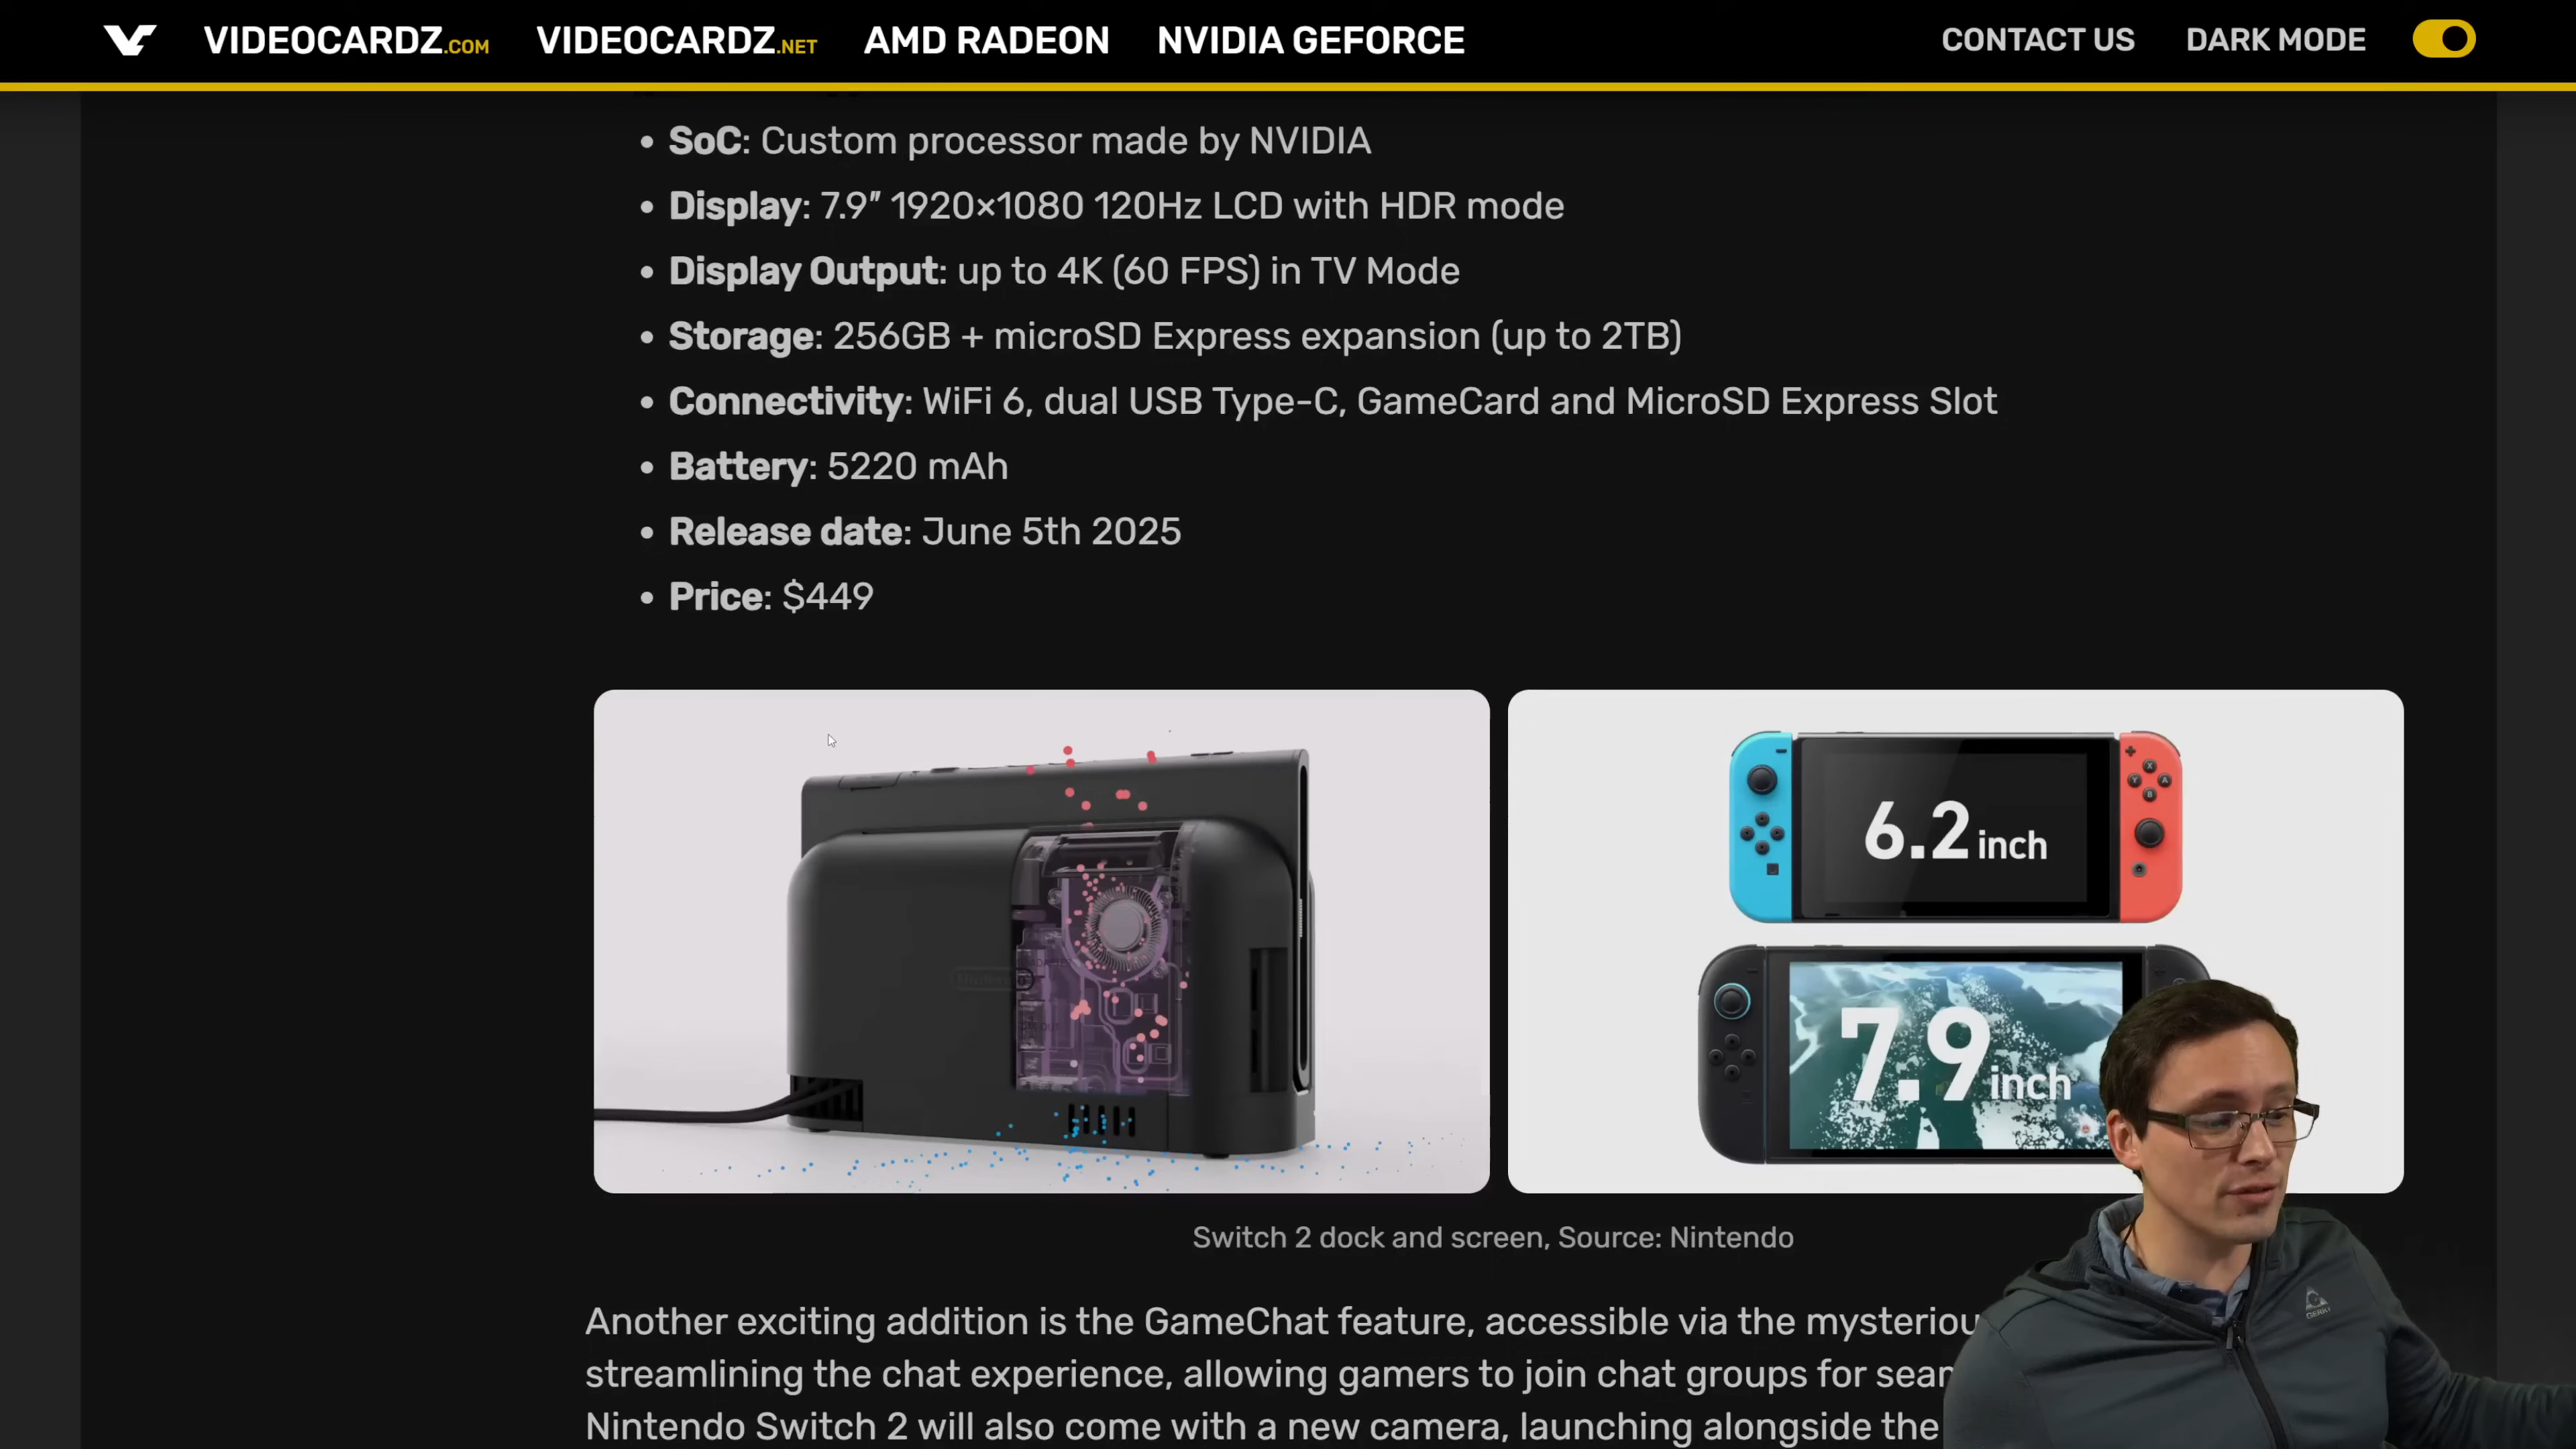 VIDEOCARDZ.COM VIDEOCARDZ.NET AMD RADEON NVIDIA GEFORCE CONTACT US DARK MODE
• SoC: Custom processor made by NVIDIA
• Display: 7.9″ 1920×1080 120Hz LCD with HDR mode
• Display Output: up to 4K (60 FPS) in TV Mode
• Storage: 256GB + microSD Express expansion (up to 2TB)
• Connectivity: WiFi 6, dual USB Type-C, GameCard and MicroSD Express Slot
• Battery: 5220 mAh
• Release date: June 5th 2025
• Price: $449
6.2 inch
7.9 inch
Switch 2 dock and screen, Source: Nintendo
Another exciting addition is the GameChat feature, accessible via the
streamlining the chat experience, allowing gamers to join chat groups for
Nintendo Switch 2 will also come with a new camera, launching alongside the